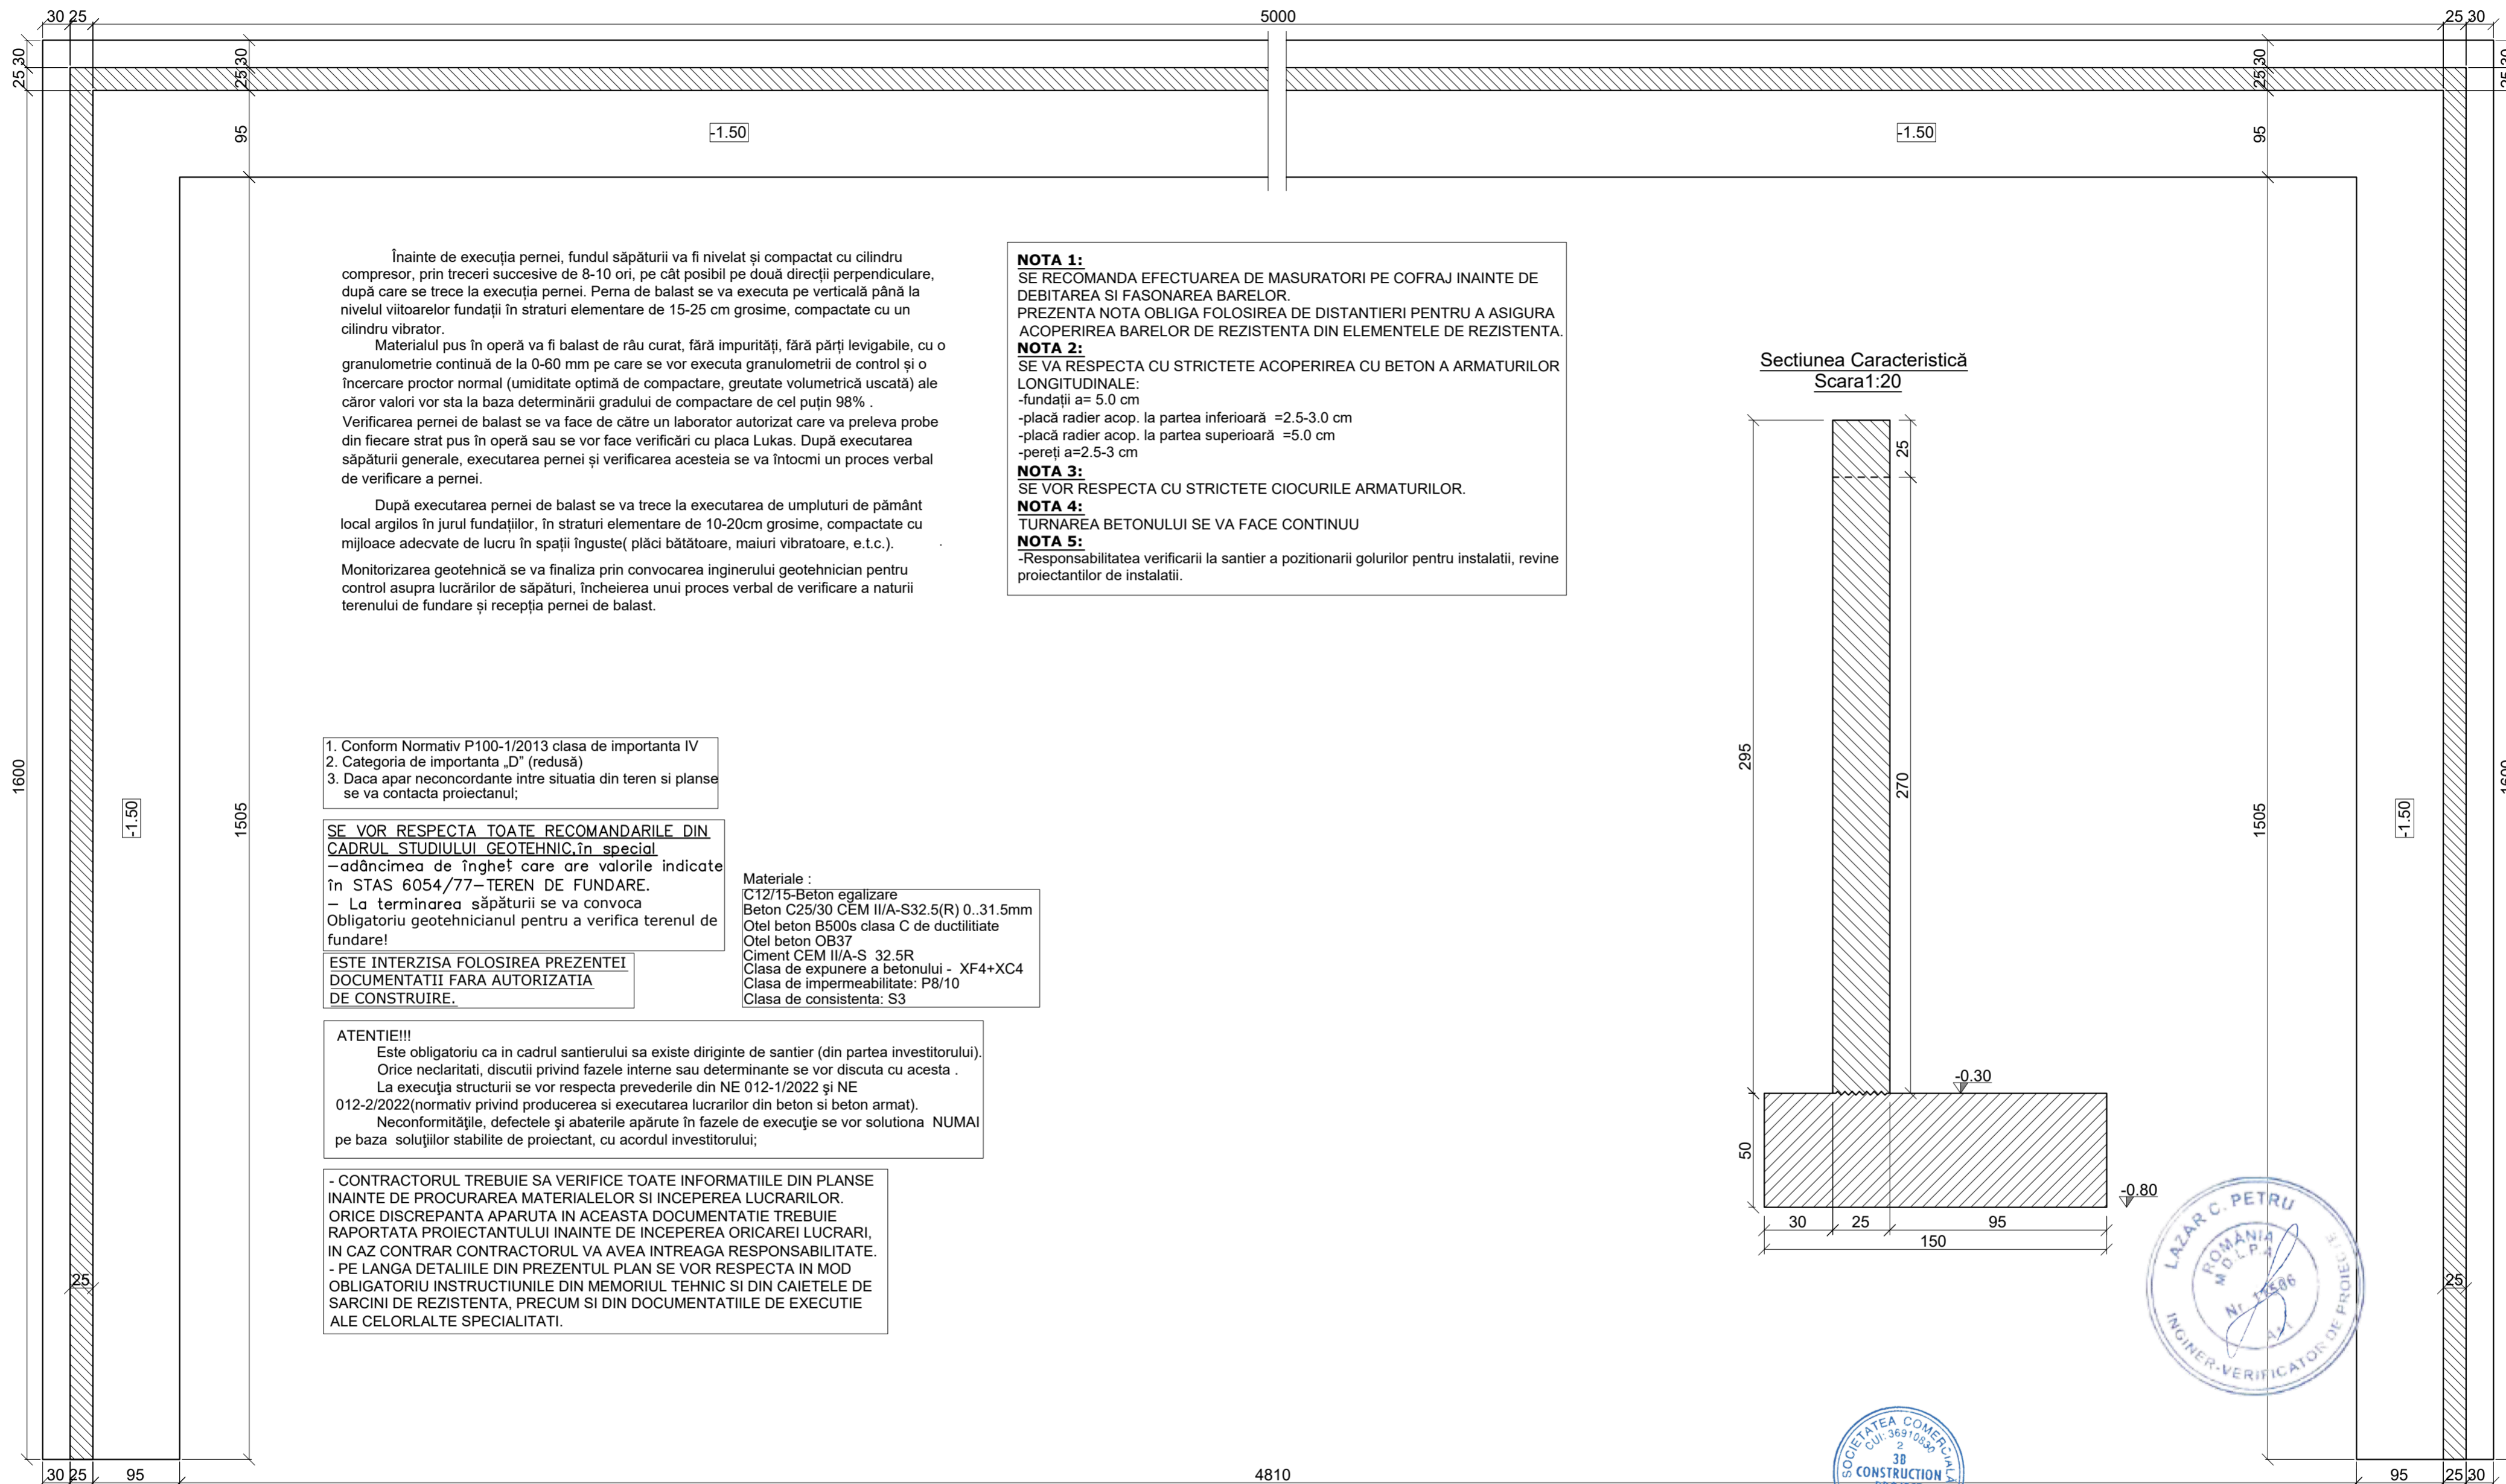 30 25 5000 25 30
25 30
25 30
25 30
25 30
95
95
-1.50
-1.50
Înainte de execuția pernei, fundul săpăturii va fi nivelat și compactat cu cilindru
compresor, prin treceri succesive de 8-10 ori, pe cât posibil pe două direcții perpendiculare,
după care se trece la execuția pernei. Perna de balast se va executa pe verticală până la
nivelul viitoarelor fundații în straturi elementare de 15-25 cm grosime, compactate cu un
cilindru vibrator.
Materialul pus în operă va fi balast de râu curat, fără impurități, fără părți levigabile, cu o
granulometrie continuă de la 0-60 mm pe care se vor executa granulometrii de control și o
încercare proctor normal (umiditate optimă de compactare, greutate volumetrică uscată) ale
căror valori vor sta la baza determinării gradului de compactare de cel puțin 98% .
Verificarea pernei de balast se va face de către un laborator autorizat care va preleva probe
din fiecare strat pus în operă sau se vor face verificări cu placa Lukas. După executarea
săpăturii generale, executarea pernei și verificarea acesteia se va întocmi un proces verbal
de verificare a pernei.
După executarea pernei de balast se va trece la executarea de umpluturi de pământ
local argilos în jurul fundațiilor, în straturi elementare de 10-20cm grosime, compactate cu
mijloace adecvate de lucru în spații înguste( plăci bătătoare, maiuri vibratoare, e.t.c.).
Monitorizarea geotehnică se va finaliza prin convocarea inginerului geotehnician pentru
control asupra lucrărilor de săpături, încheierea unui proces verbal de verificare a naturii
terenului de fundare și recepția pernei de balast.
NOTA 1:
SE RECOMANDA EFECTUAREA DE MASURATORI PE COFRAJ INAINTE DE
DEBITAREA SI FASONAREA BARELOR.
PREZENTA NOTA OBLIGA FOLOSIREA DE DISTANTIERI PENTRU A ASIGURA
ACOPERIREA BARELOR DE REZISTENTA DIN ELEMENTELE DE REZISTENTA.
NOTA 2:
SE VA RESPECTA CU STRICTETE ACOPERIREA CU BETON A ARMATURILOR
LONGITUDINALE:
-fundații a= 5.0 cm
-placă radier acop. la partea inferioară =2.5-3.0 cm
-placă radier acop. la partea superioară =5.0 cm
-pereți a=2.5-3 cm
NOTA 3:
SE VOR RESPECTA CU STRICTETE CIOCURILE ARMATURILOR.
NOTA 4:
TURNAREA BETONULUI SE VA FACE CONTINUU
NOTA 5:
-Responsabilitatea verificarii la santier a pozitionarii golurilor pentru instalatii, revine
proiectantilor de instalatii.
Sectiunea Caracteristică
Scara1:20
25
295
270
-0.30
50
-0.80
30 25 95
150
1600
-1.50
1505
1505
-1.50
1. Conform Normativ P100-1/2013 clasa de importanta IV
2. Categoria de importanta „D” (redusă)
3. Daca apar neconcordante intre situatia din teren si planse
se va contacta proiectanul;
SE VOR RESPECTA TOATE RECOMANDARILE DIN
CADRUL STUDIULUI GEOTEHNIC,în special
-adâncimea de îngheț care are valorile indicate
în STAS 6054/77-TEREN DE FUNDARE.
- La terminarea săpăturii se va convoca
Obligatoriu geotehnicianul pentru a verifica terenul de
fundare!
ESTE INTERZISA FOLOSIREA PREZENTEI
DOCUMENTATII FARA AUTORIZATIA
DE CONSTRUIRE.
Materiale :
C12/15-Beton egalizare
Beton C25/30 CEM II/A-S32.5(R) 0..31.5mm
Otel beton B500s clasa C de ductilitiate
Otel beton OB37
Ciment CEM II/A-S 32.5R
Clasa de expunere a betonului - XF4+XC4
Clasa de impermeabilitate: P8/10
Clasa de consistenta: S3
ATENTIE!!!
Este obligatoriu ca in cadrul santierului sa existe diriginte de santier (din partea investitorului).
Orice neclaritati, discutii privind fazele interne sau determinante se vor discuta cu acesta .
La execuţia structurii se vor respecta prevederile din NE 012-1/2022 şi NE
012-2/2022(normativ privind producerea si executarea lucrarilor din beton si beton armat).
Neconformităţile, defectele şi abaterile apărute în fazele de execuţie se vor solutiona NUMAI
pe baza soluţiilor stabilite de proiectant, cu acordul investitorului;
- CONTRACTORUL TREBUIE SA VERIFICE TOATE INFORMATIILE DIN PLANSE
INAINTE DE PROCURAREA MATERIALELOR SI INCEPEREA LUCRARILOR.
ORICE DISCREPANTA APARUTA IN ACEASTA DOCUMENTATIE TREBUIE
RAPORTATA PROIECTANTULUI INAINTE DE INCEPEREA ORICAREI LUCRARI,
IN CAZ CONTRAR CONTRACTORUL VA AVEA INTREAGA RESPONSABILITATE.
- PE LANGA DETALIILE DIN PREZENTUL PLAN SE VOR RESPECTA IN MOD
OBLIGATORIU INSTRUCTIUNILE DIN MEMORIUL TEHNIC SI DIN CAIETELE DE
SARCINI DE REZISTENTA, PRECUM SI DIN DOCUMENTATIILE DE EXECUTIE
ALE CELORLALTE SPECIALITATI.
25
25
LAZAR C. PETRU
INGINER-VERIFICATOR DE PROIECTE
ROMÂNIA
MDLPA
Nr.
SOCIETATEA COMERCIALĂ
CUI: 36910830
2
3B
CONSTRUCTION
30 25 95 4810 95 25 30